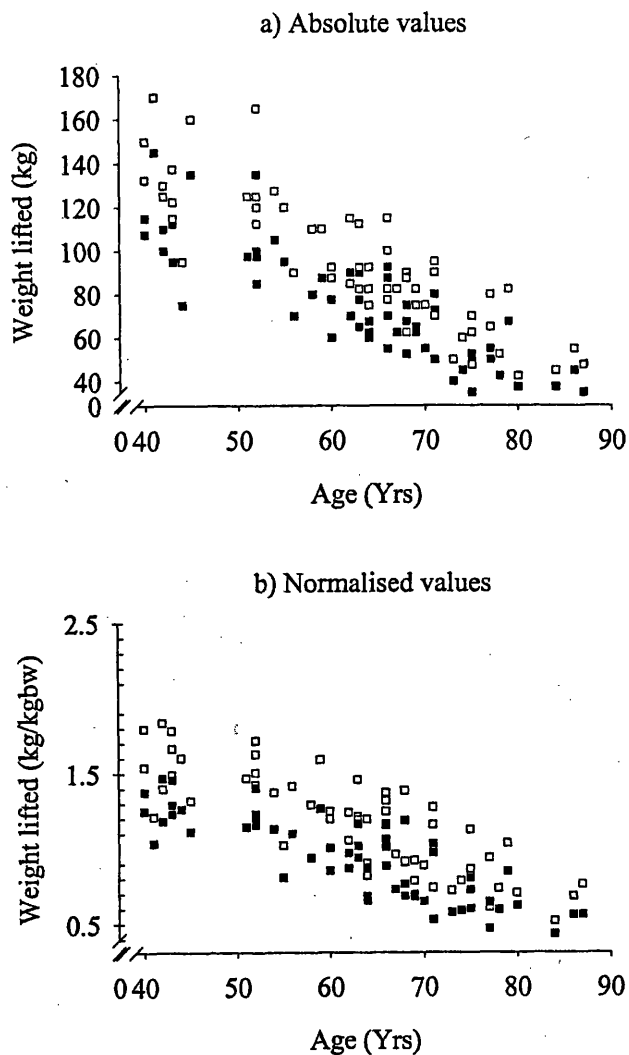 a) Absolute values
180
160
140
120
100
80
60
40
0
Weight lifted (kg)
0 40 50 60 70 80 90
Age (Yrs)
b) Normalised values
2.5
1.5
0.5
Weight lifted (kg/kgbw)
0 40 50 60 70 80 90
Age (Yrs)